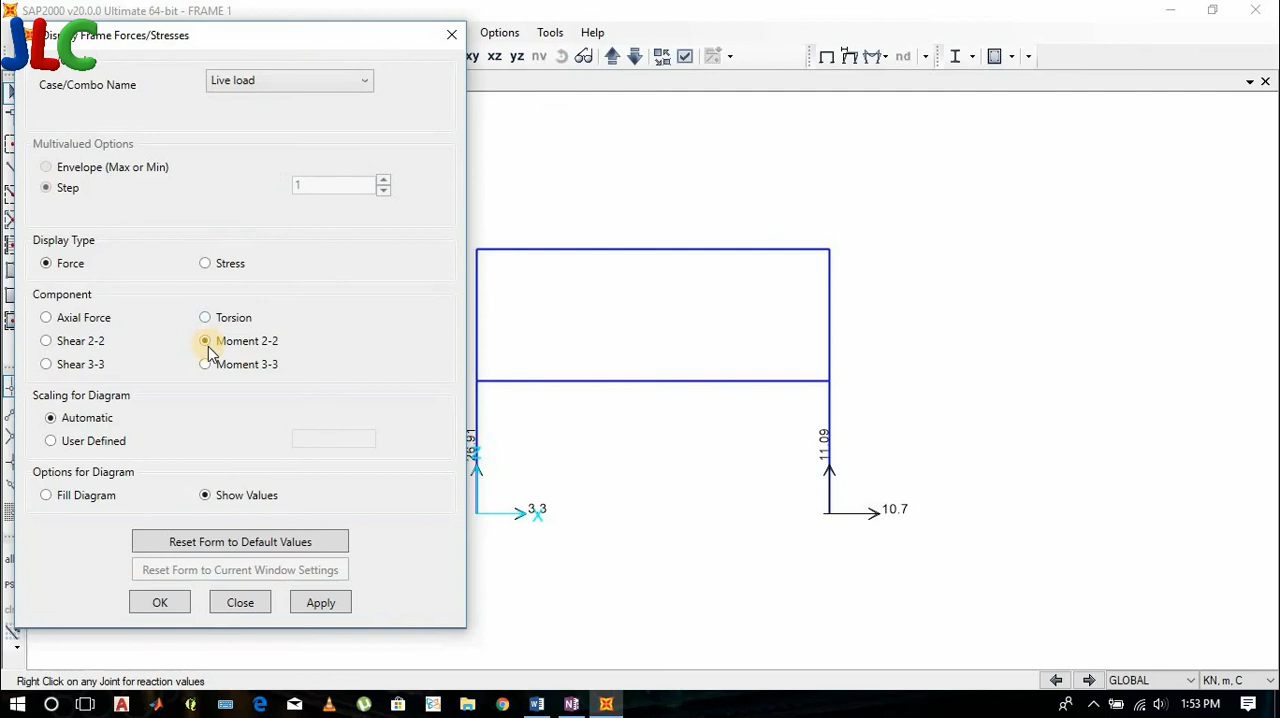 SAP2000 v20.0.0 Ultimate 64-bit - FRAME 1
JLC
Display Frame Forces/Stresses
Options
Tools
Help
xy xz yz nv
nd
Case/Combo Name
Live load
Multivalued Options
Envelope (Max or Min)
Step
1
Display Type
Force
Stress
Component
Axial Force
Torsion
Shear 2-2
Moment 2-2
Shear 3-3
Moment 3-3
Scaling for Diagram
Automatic
User Defined
Options for Diagram
Fill Diagram
Show Values
Reset Form to Default Values
Reset Form to Current Window Settings
OK
Close
Apply
26.91
Z
3.3
X
11.09
10.7
all
PS
clr
Right Click on any Joint for reaction values
GLOBAL
KN, m, C
1:53 PM